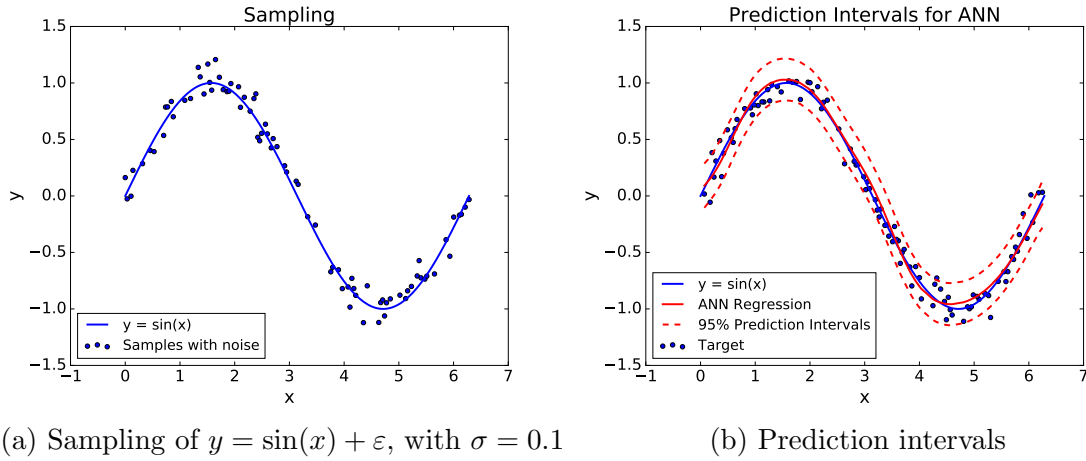 Sampling
1.5
1.0
0.5
0.0
−0.5
−1.0
−1.5
y
−1 0 1 2 3 4 5 6 7
x
y = sin(x)
Samples with noise
(a) Sampling of y = sin(x) + ε, with σ = 0.1
Prediction Intervals for ANN
1.5
1.0
0.5
0.0
−0.5
−1.0
−1.5
y
−1 0 1 2 3 4 5 6 7
x
y = sin(x)
ANN Regression
95% Prediction Intervals
Target
(b) Prediction intervals